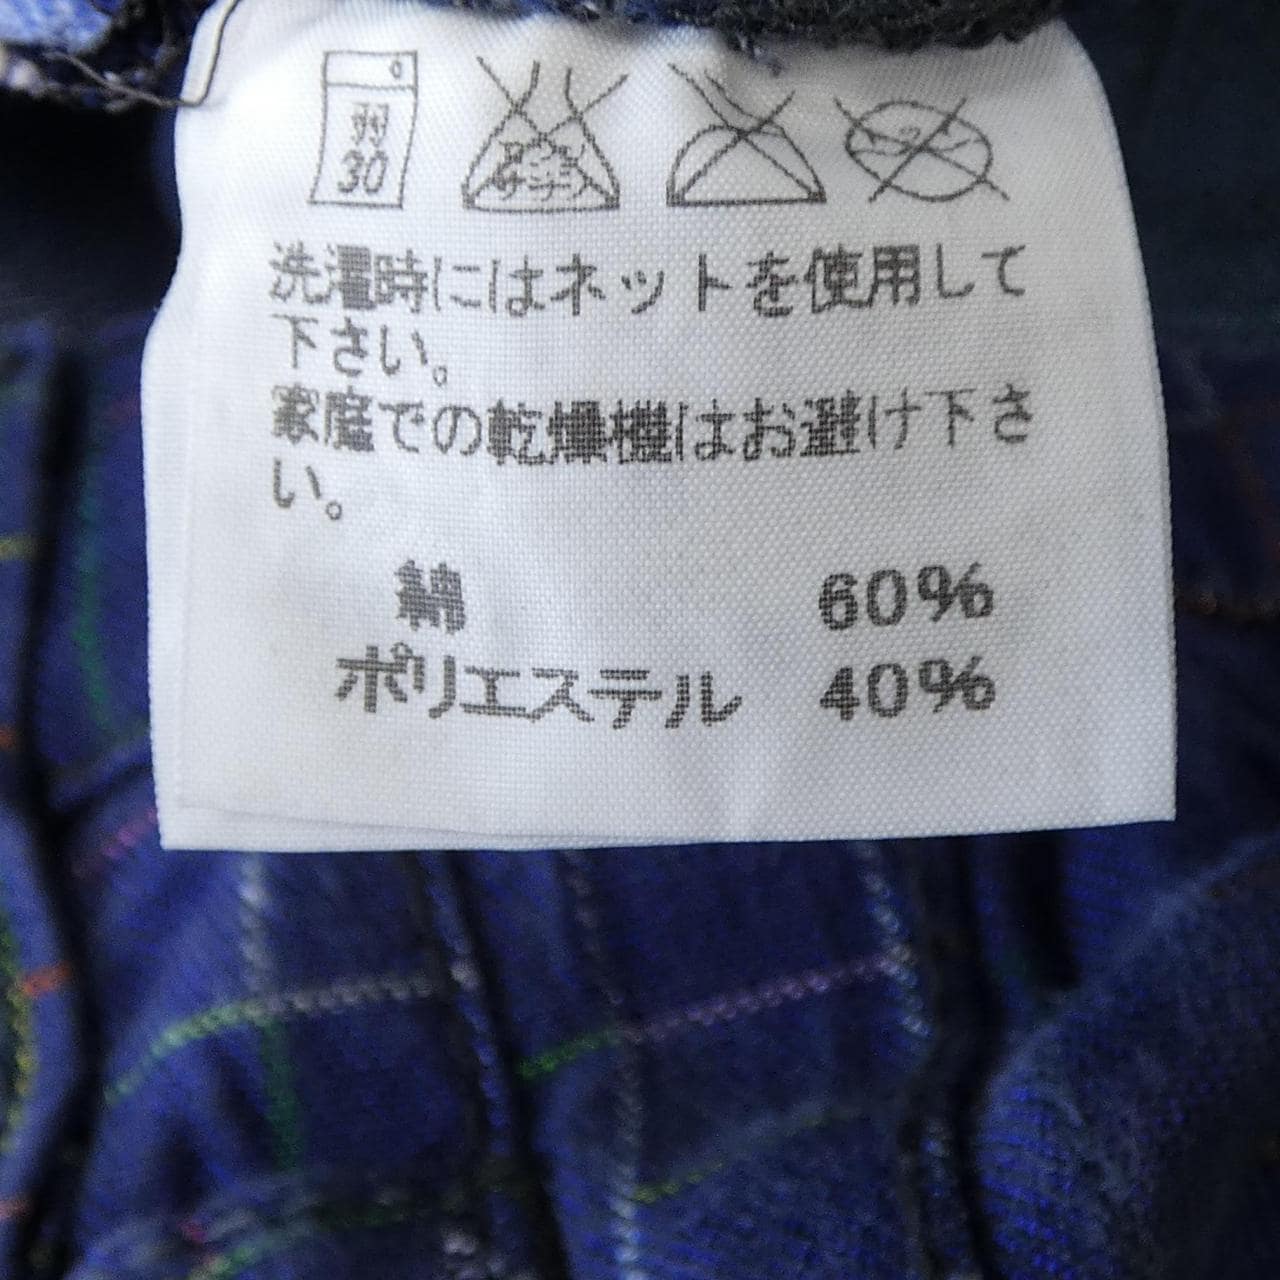 弱
30
洗濯時にはネットを使用して
下さい。
家庭での乾燥機はお避け下さ
い。
綿 60%
ポリエステル 40%